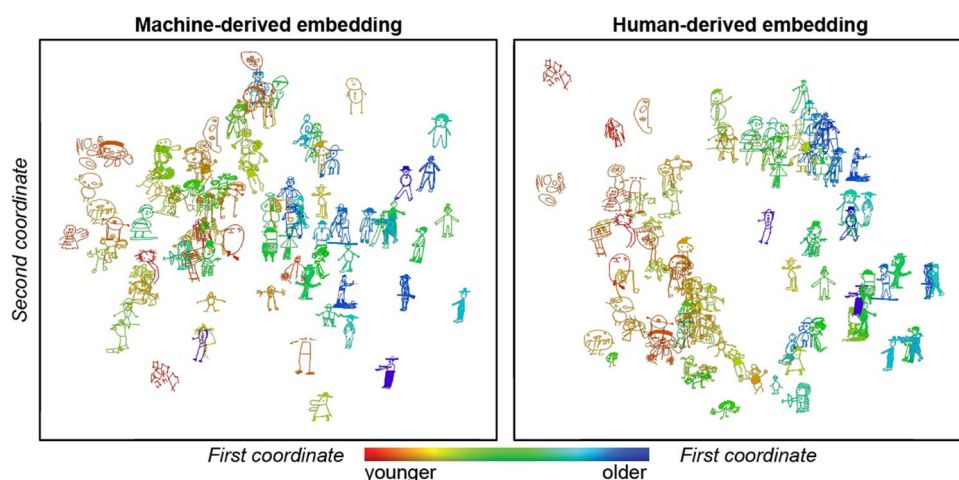 Machine-derived embedding
Human-derived embedding
Second coordinate
First coordinate
First coordinate
younger
older